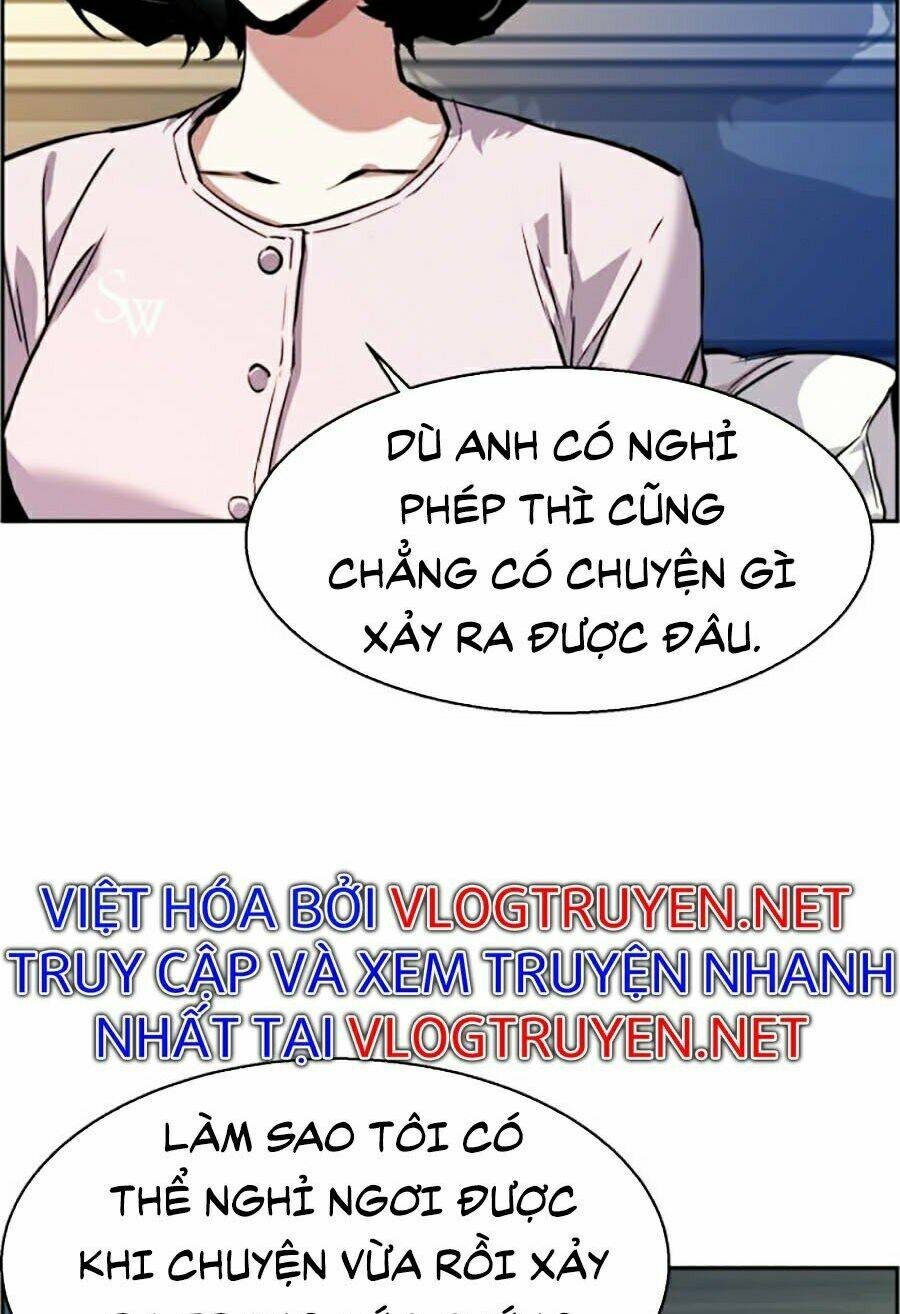 SW
DÙ ANH CÓ NGHỈ
PHÉP THÌ CŨNG
CHẲNG CÓ CHUYỆN GÌ
XẢY RA ĐƯỢC ĐÂU.
VIỆT HÓA BỞI VLOGTRUYEN.NET
TRUY CẬP VÀ XEM TRUYỆN NHANH
NHẤT TẠI VLOGTRUYEN.NET
LÀM SAO TÔI CÓ
THỂ NGHỈ NGƠI ĐƯỢC
KHI CHUYỆN VỪA RỒI XẢY